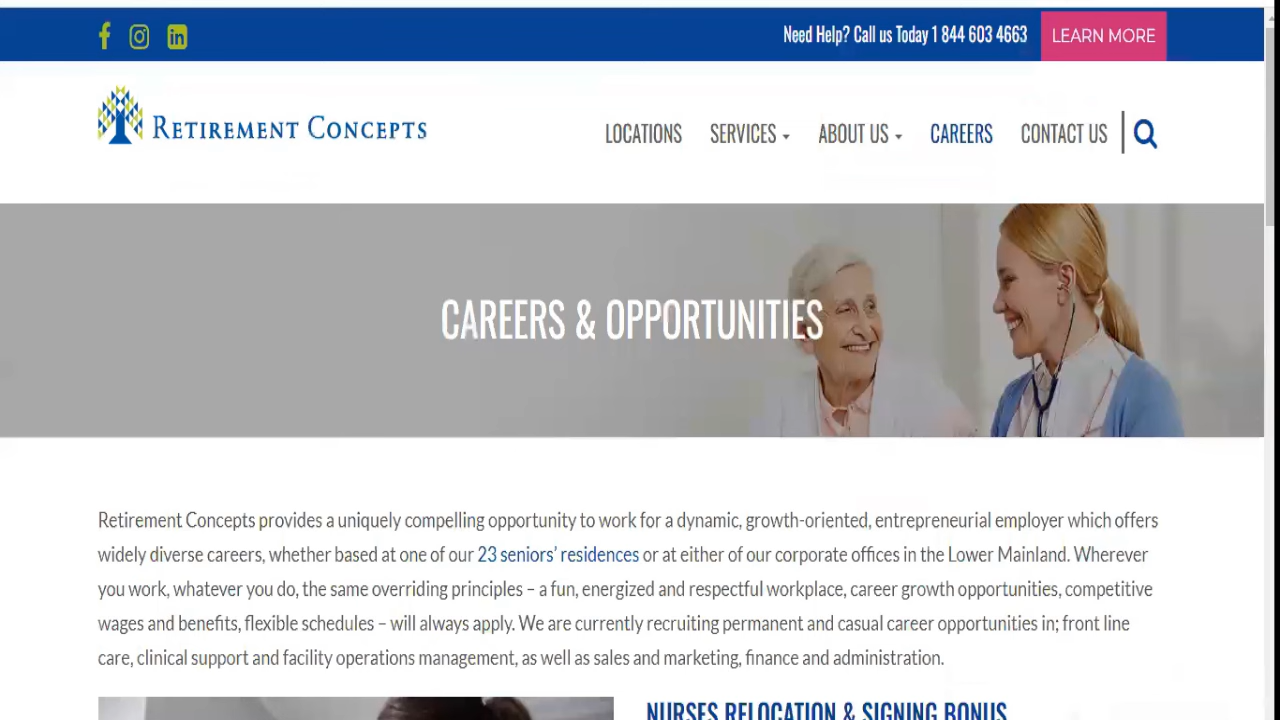 Need Help? Call us Today 1 844 603 4663
LEARN MORE
RETIREMENT CONCEPTS
LOCATIONS SERVICES ABOUT US CAREERS CONTACT US
CAREERS & OPPORTUNITIES
Retirement Concepts provides a uniquely compelling opportunity to work for a dynamic, growth-oriented, entrepreneurial employer which offers
widely diverse careers, whether based at one of our 23 seniors’ residences or at either of our corporate offices in the Lower Mainland. Wherever
you work, whatever you do, the same overriding principles – a fun, energized and respectful workplace, career growth opportunities, competitive
wages and benefits, flexible schedules – will always apply. We are currently recruiting permanent and casual career opportunities in; front line
care, clinical support and facility operations management, as well as sales and marketing, finance and administration.
NURSES RELOCATION & SIGNING BONUS